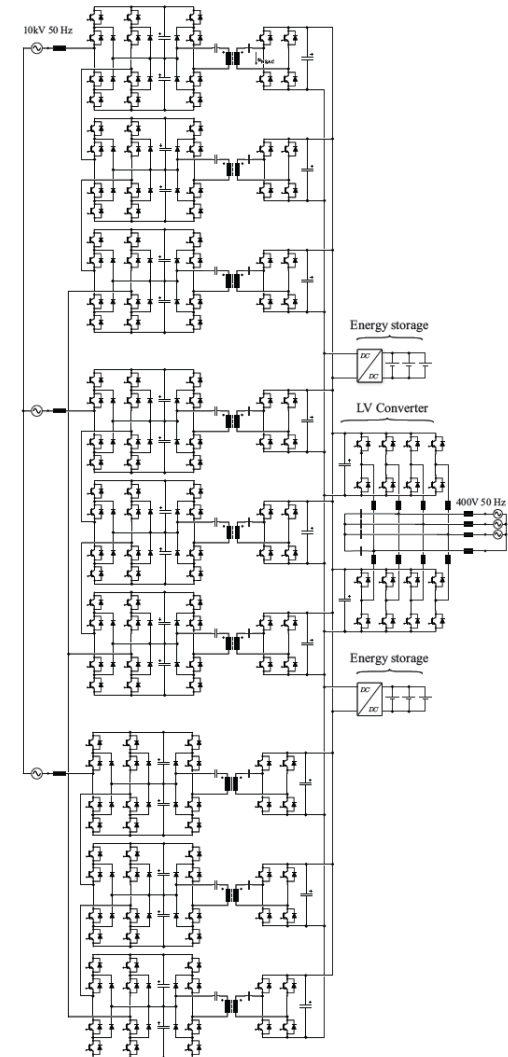 10kV 50 Hz
Energy storage
DC
DC
LV Converter
400V 50 Hz
Energy storage
DC
DC